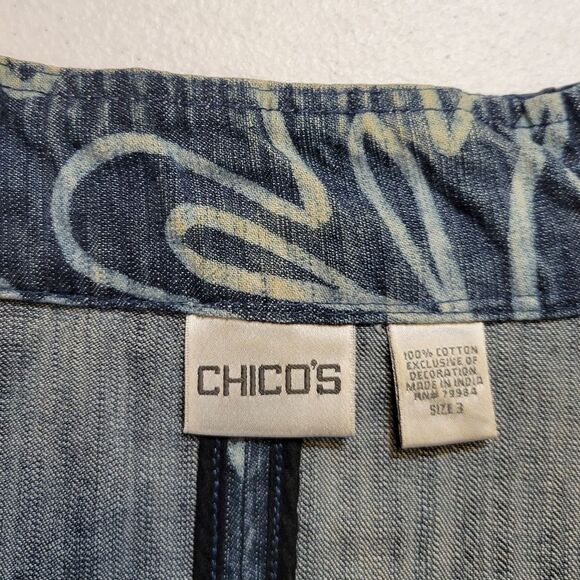 CHICO'S
100% COTTON
EXCLUSIVE OF
DECORATION
MADE IN INDIA
RN# 79984
SIZE 3